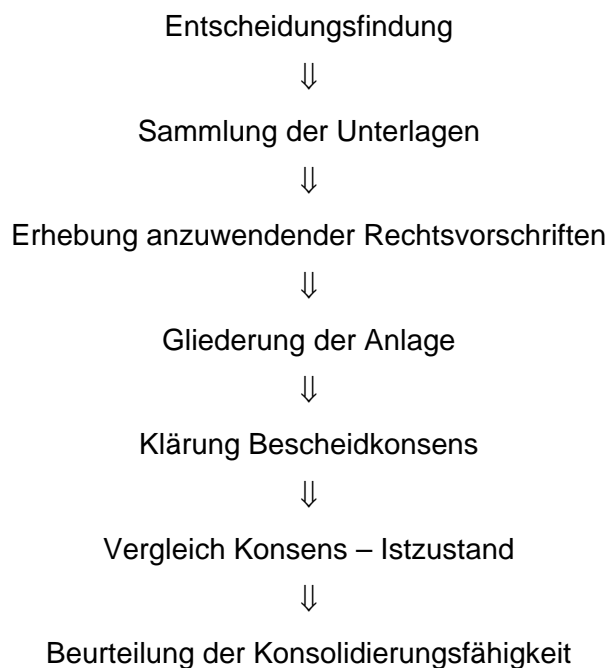 Entscheidungsfindung
⇓
Sammlung der Unterlagen
⇓
Erhebung anzuwendender Rechtsvorschriften
⇓
Gliederung der Anlage
⇓
Klärung Bescheidkonsens
⇓
Vergleich Konsens – Istzustand
⇓
Beurteilung der Konsolidierungsfähigkeit